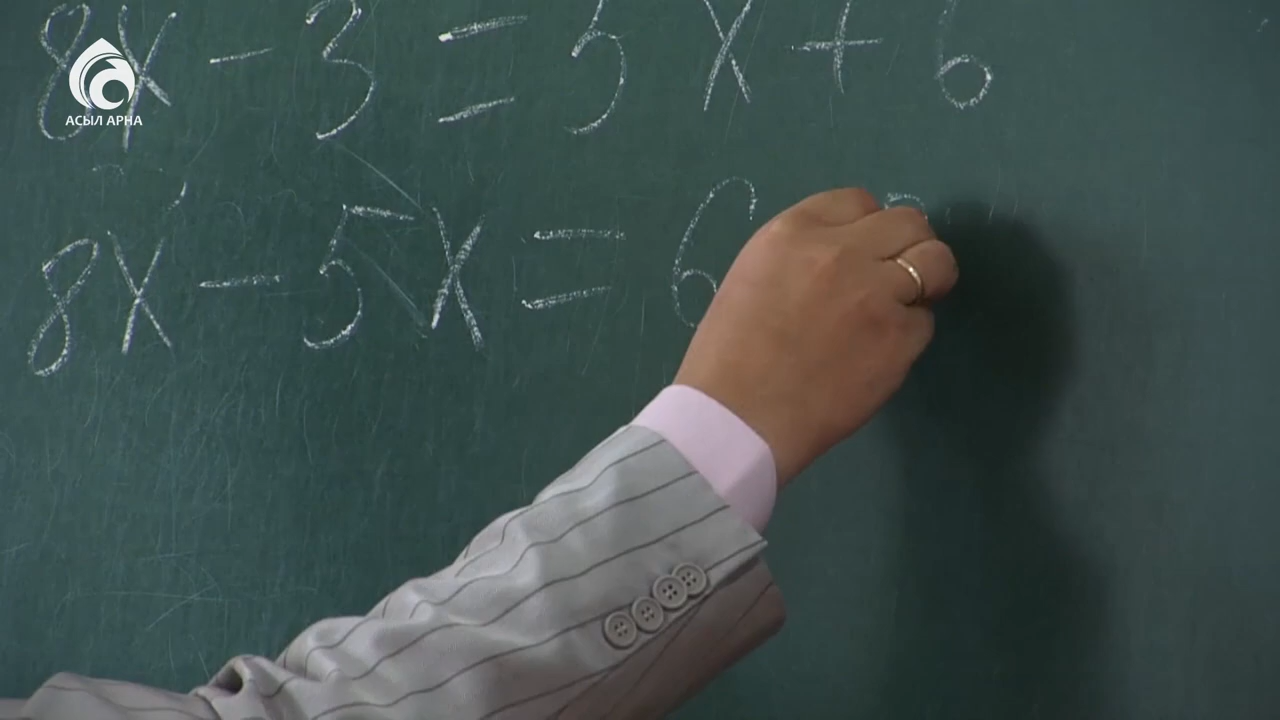 8x - 3 = 5x + 6
АСЫЛ АРНА
8x - 5x = 6